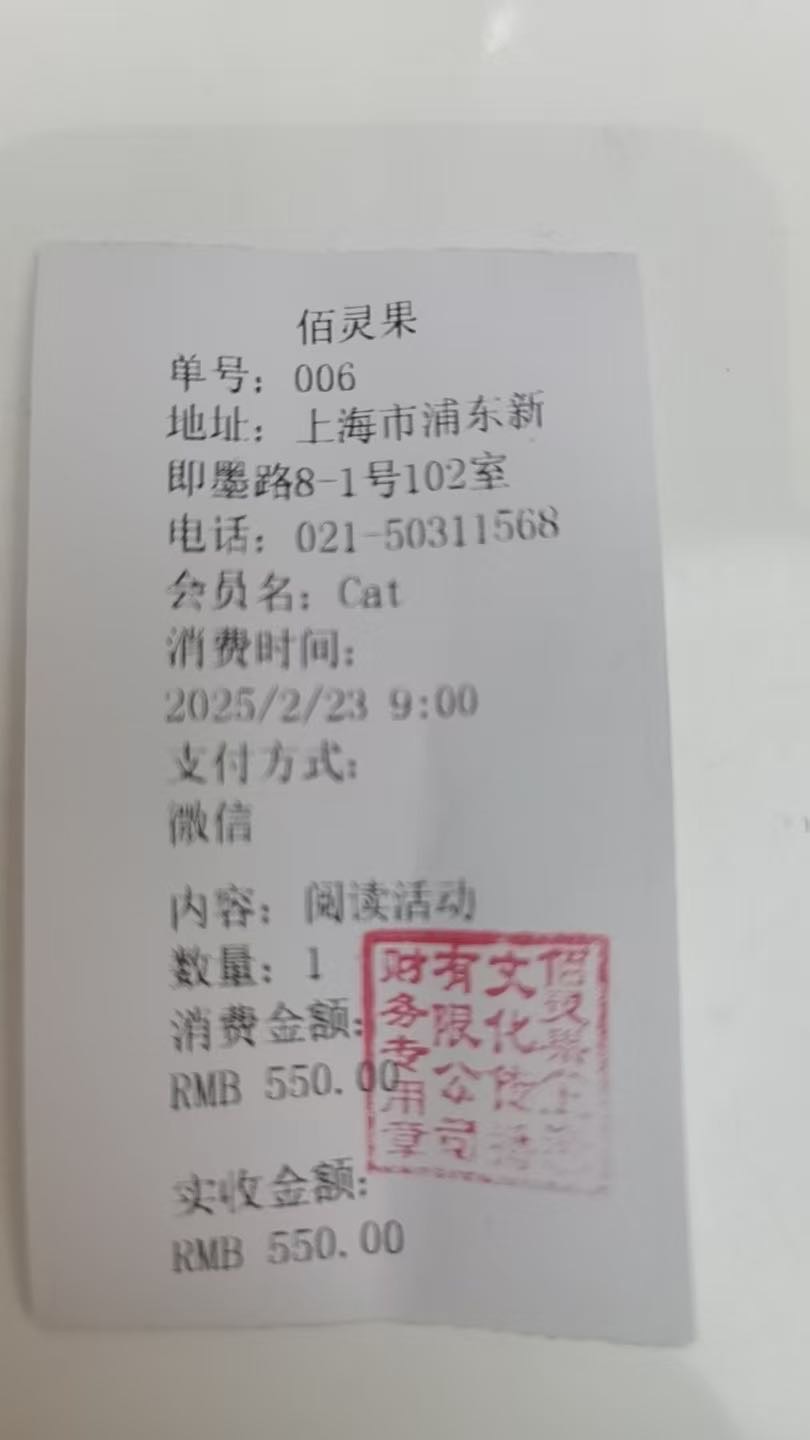 佰灵果
单号：006
地址：上海市浦东新
即墨路8-1号102室
电话：021-50311568
会员名：Cat
消费时间：
2025/2/23 9:00
支付方式：
微信
内容：阅读活动
数量：1
消费金额：
RMB 550.00
实收金额：
RMB 550.00
文化传播
有限公司
财务专用章